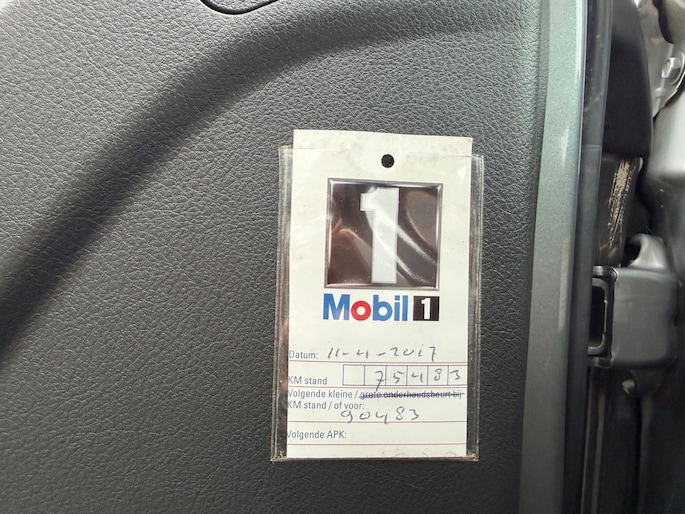 1
Mobil 1
Datum: 11-4-2017
KM stand 75483
Volgende kleine / grote onderhoudsbeurt bij
KM stand / of voor:
90483
Volgende APK: